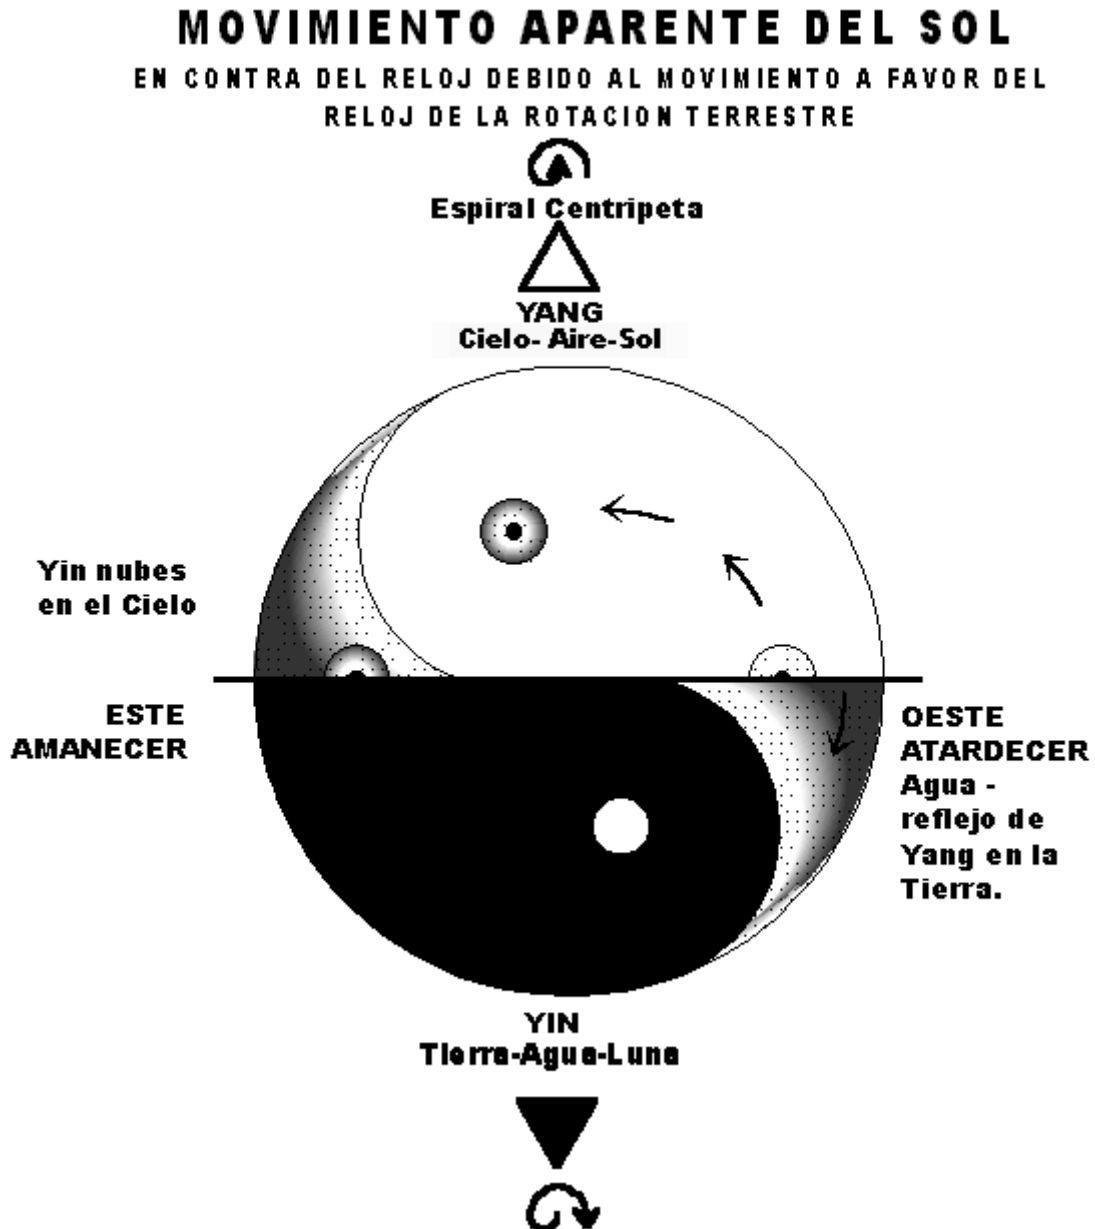 MOVIMIENTO APARENTE DEL SOL
EN CONTRA DEL RELOJ DEBIDO AL MOVIMIENTO A FAVOR DEL
RELOJ DE LA ROTACION TERRESTRE
Espiral Centripeta
YANG
Cielo- Aire-Sol
Yin nubes
en el Cielo
ESTE
AMANECER
OESTE
ATARDECER
Agua -
reflejo de
Yang en la
Tierra.
YIN
Tierra-Agua-Luna